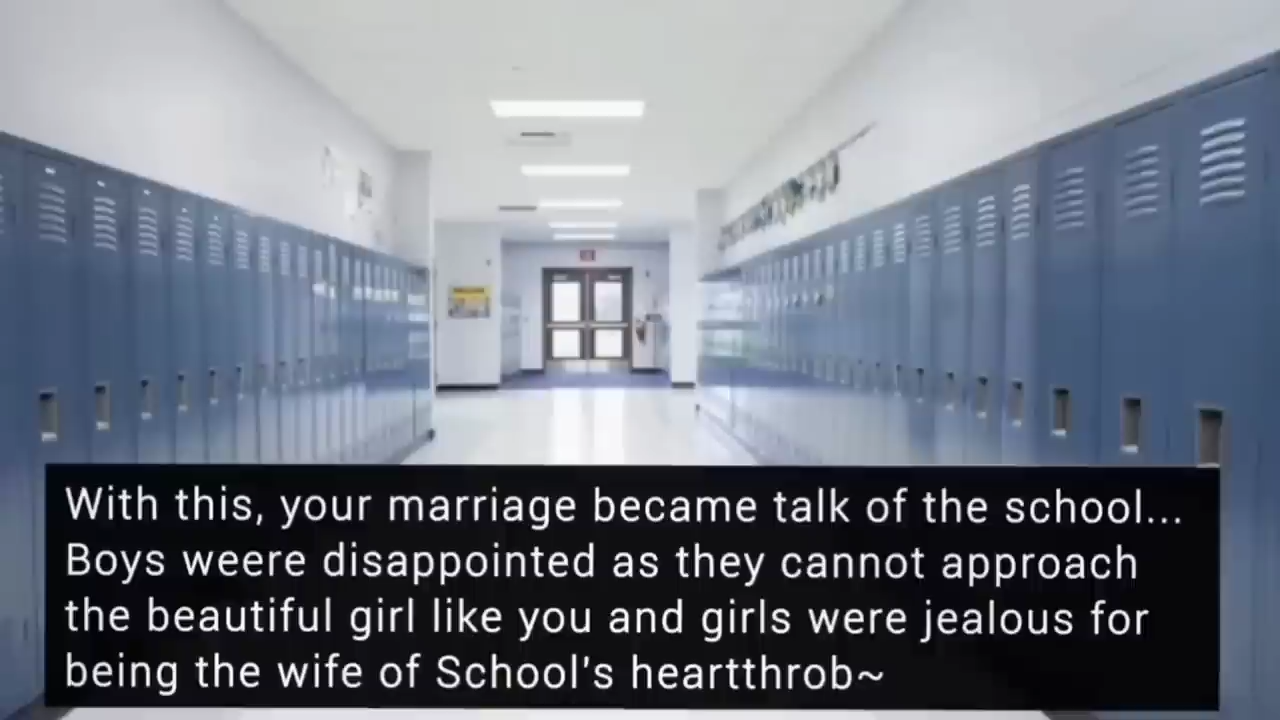 With this, your marriage became talk of the school...
Boys weere disappointed as they cannot approach
the beautiful girl like you and girls were jealous for
being the wife of School's heartthrob~